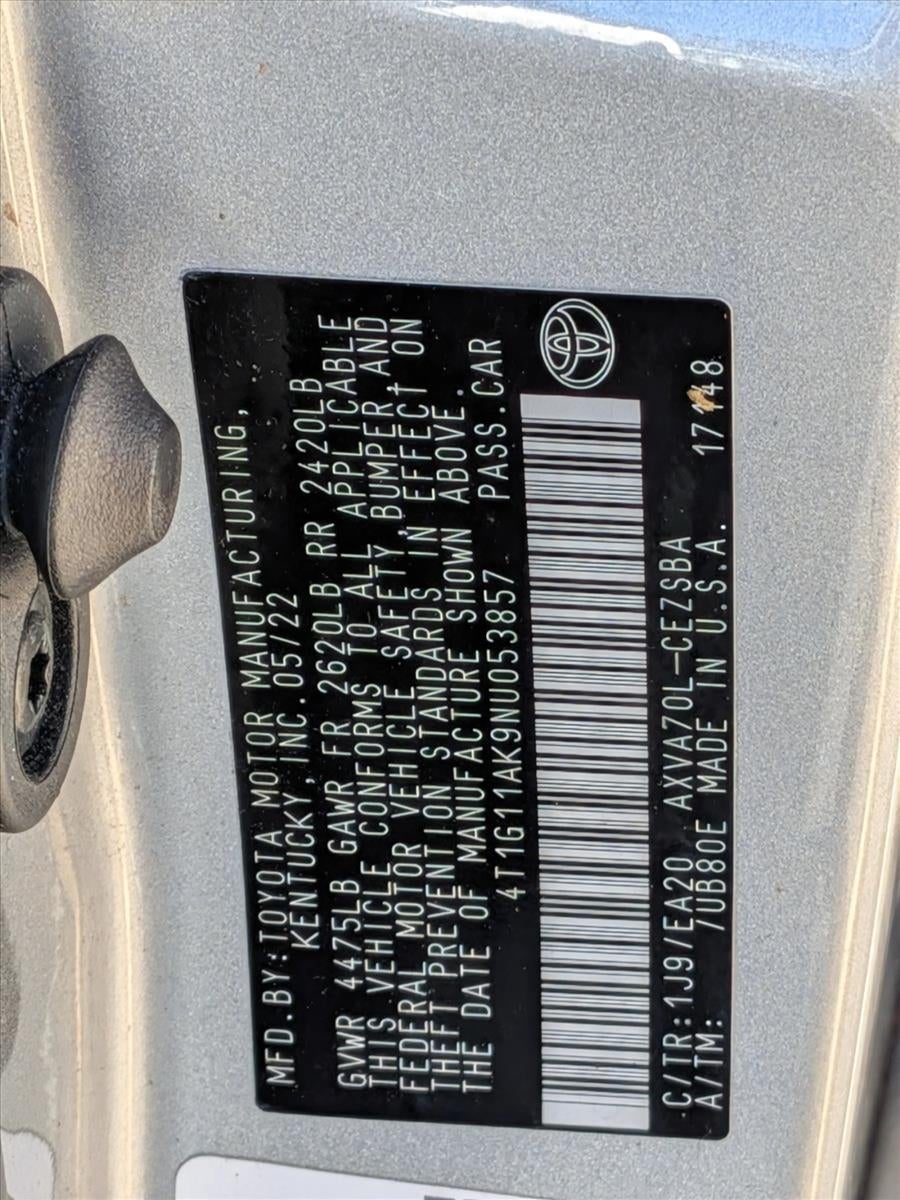 MFD.BY:TOYOTA MOTOR MANUFACTURING,
KENTUCKY, INC. 05/22
GVWR 4475LB GAWR FR 2620LB RR 2420LB
THIS VEHICLE CONFORMS TO ALL APPLICABLE
FEDERAL MOTOR VEHICLE SAFETY, BUMPER, AND
THEFT PREVENTION STANDARDS IN EFFECT ON
THE DATE OF MANUFACTURE SHOWN ABOVE.
4T1G11AK9NU053857 PASS.CAR
C/TR:1J9/EA20 AXVA70L-CEZSBA
A/TM: /UB80E MADE IN U.S.A.